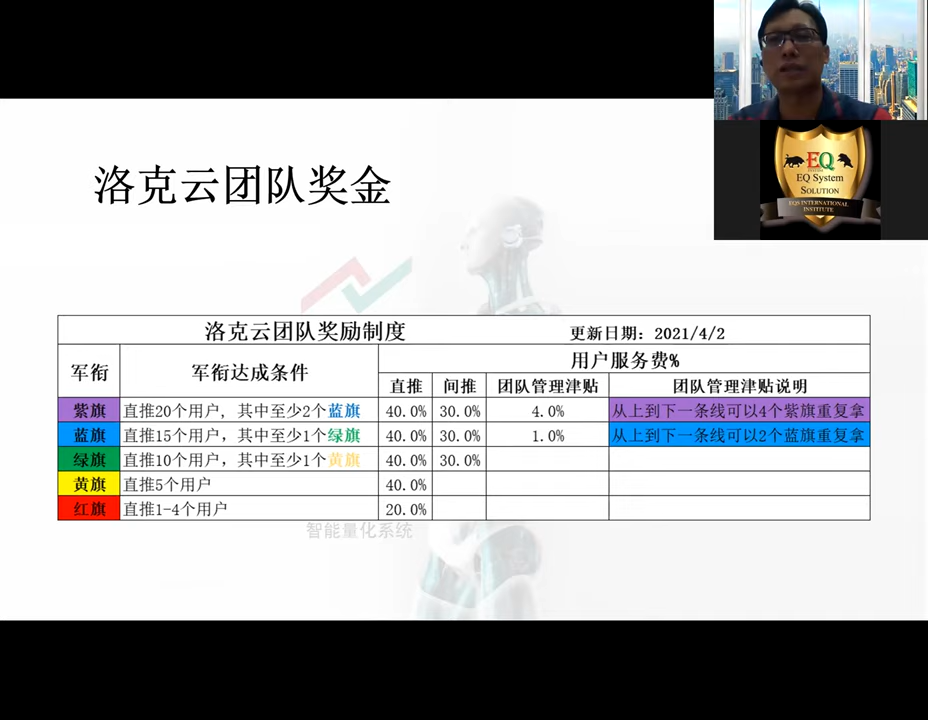 EQ
EQ System
SOLUTION
EQS INTERNATIONAL
INSTITUTE
洛克云团队奖金
洛克云团队奖励制度 更新日期：2021/4/2
军衔 军衔达成条件 用户服务费%
直推 间推 团队管理津贴 团队管理津贴说明
紫旗 直推20个用户, 其中至少2个蓝旗 40.0% 30.0% 4.0% 从上到下一条线可以4个紫旗重复拿
蓝旗 直推15个用户，其中至少1个绿旗 40.0% 30.0% 1.0% 从上到下一条线可以2个蓝旗重复拿
绿旗 直推10个用户，其中至少1个黄旗 40.0% 30.0%
黄旗 直推5个用户 40.0%
红旗 直推1-4个用户 20.0%
智能量化系统